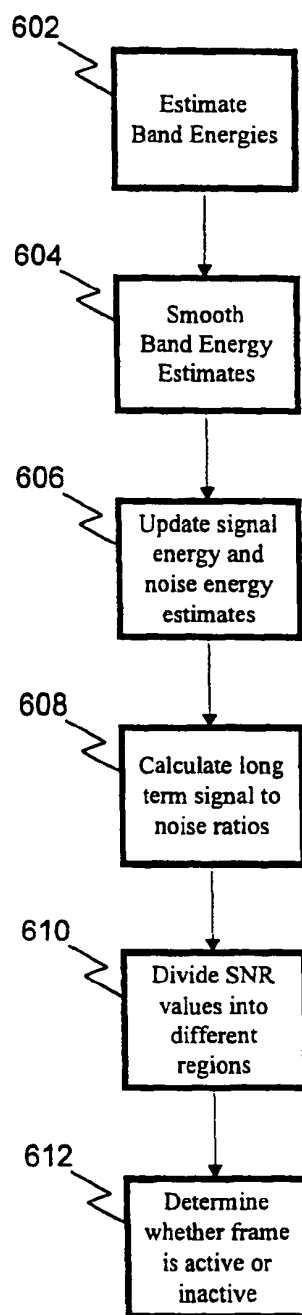 602
Estimate
Band Energies
604
Smooth
Band Energy
Estimates
606
Update signal
energy and
noise energy
estimates
608
Calculate long
term signal to
noise ratios
610
Divide SNR
values into
different
regions
612
Determine
whether frame
is active or
inactive